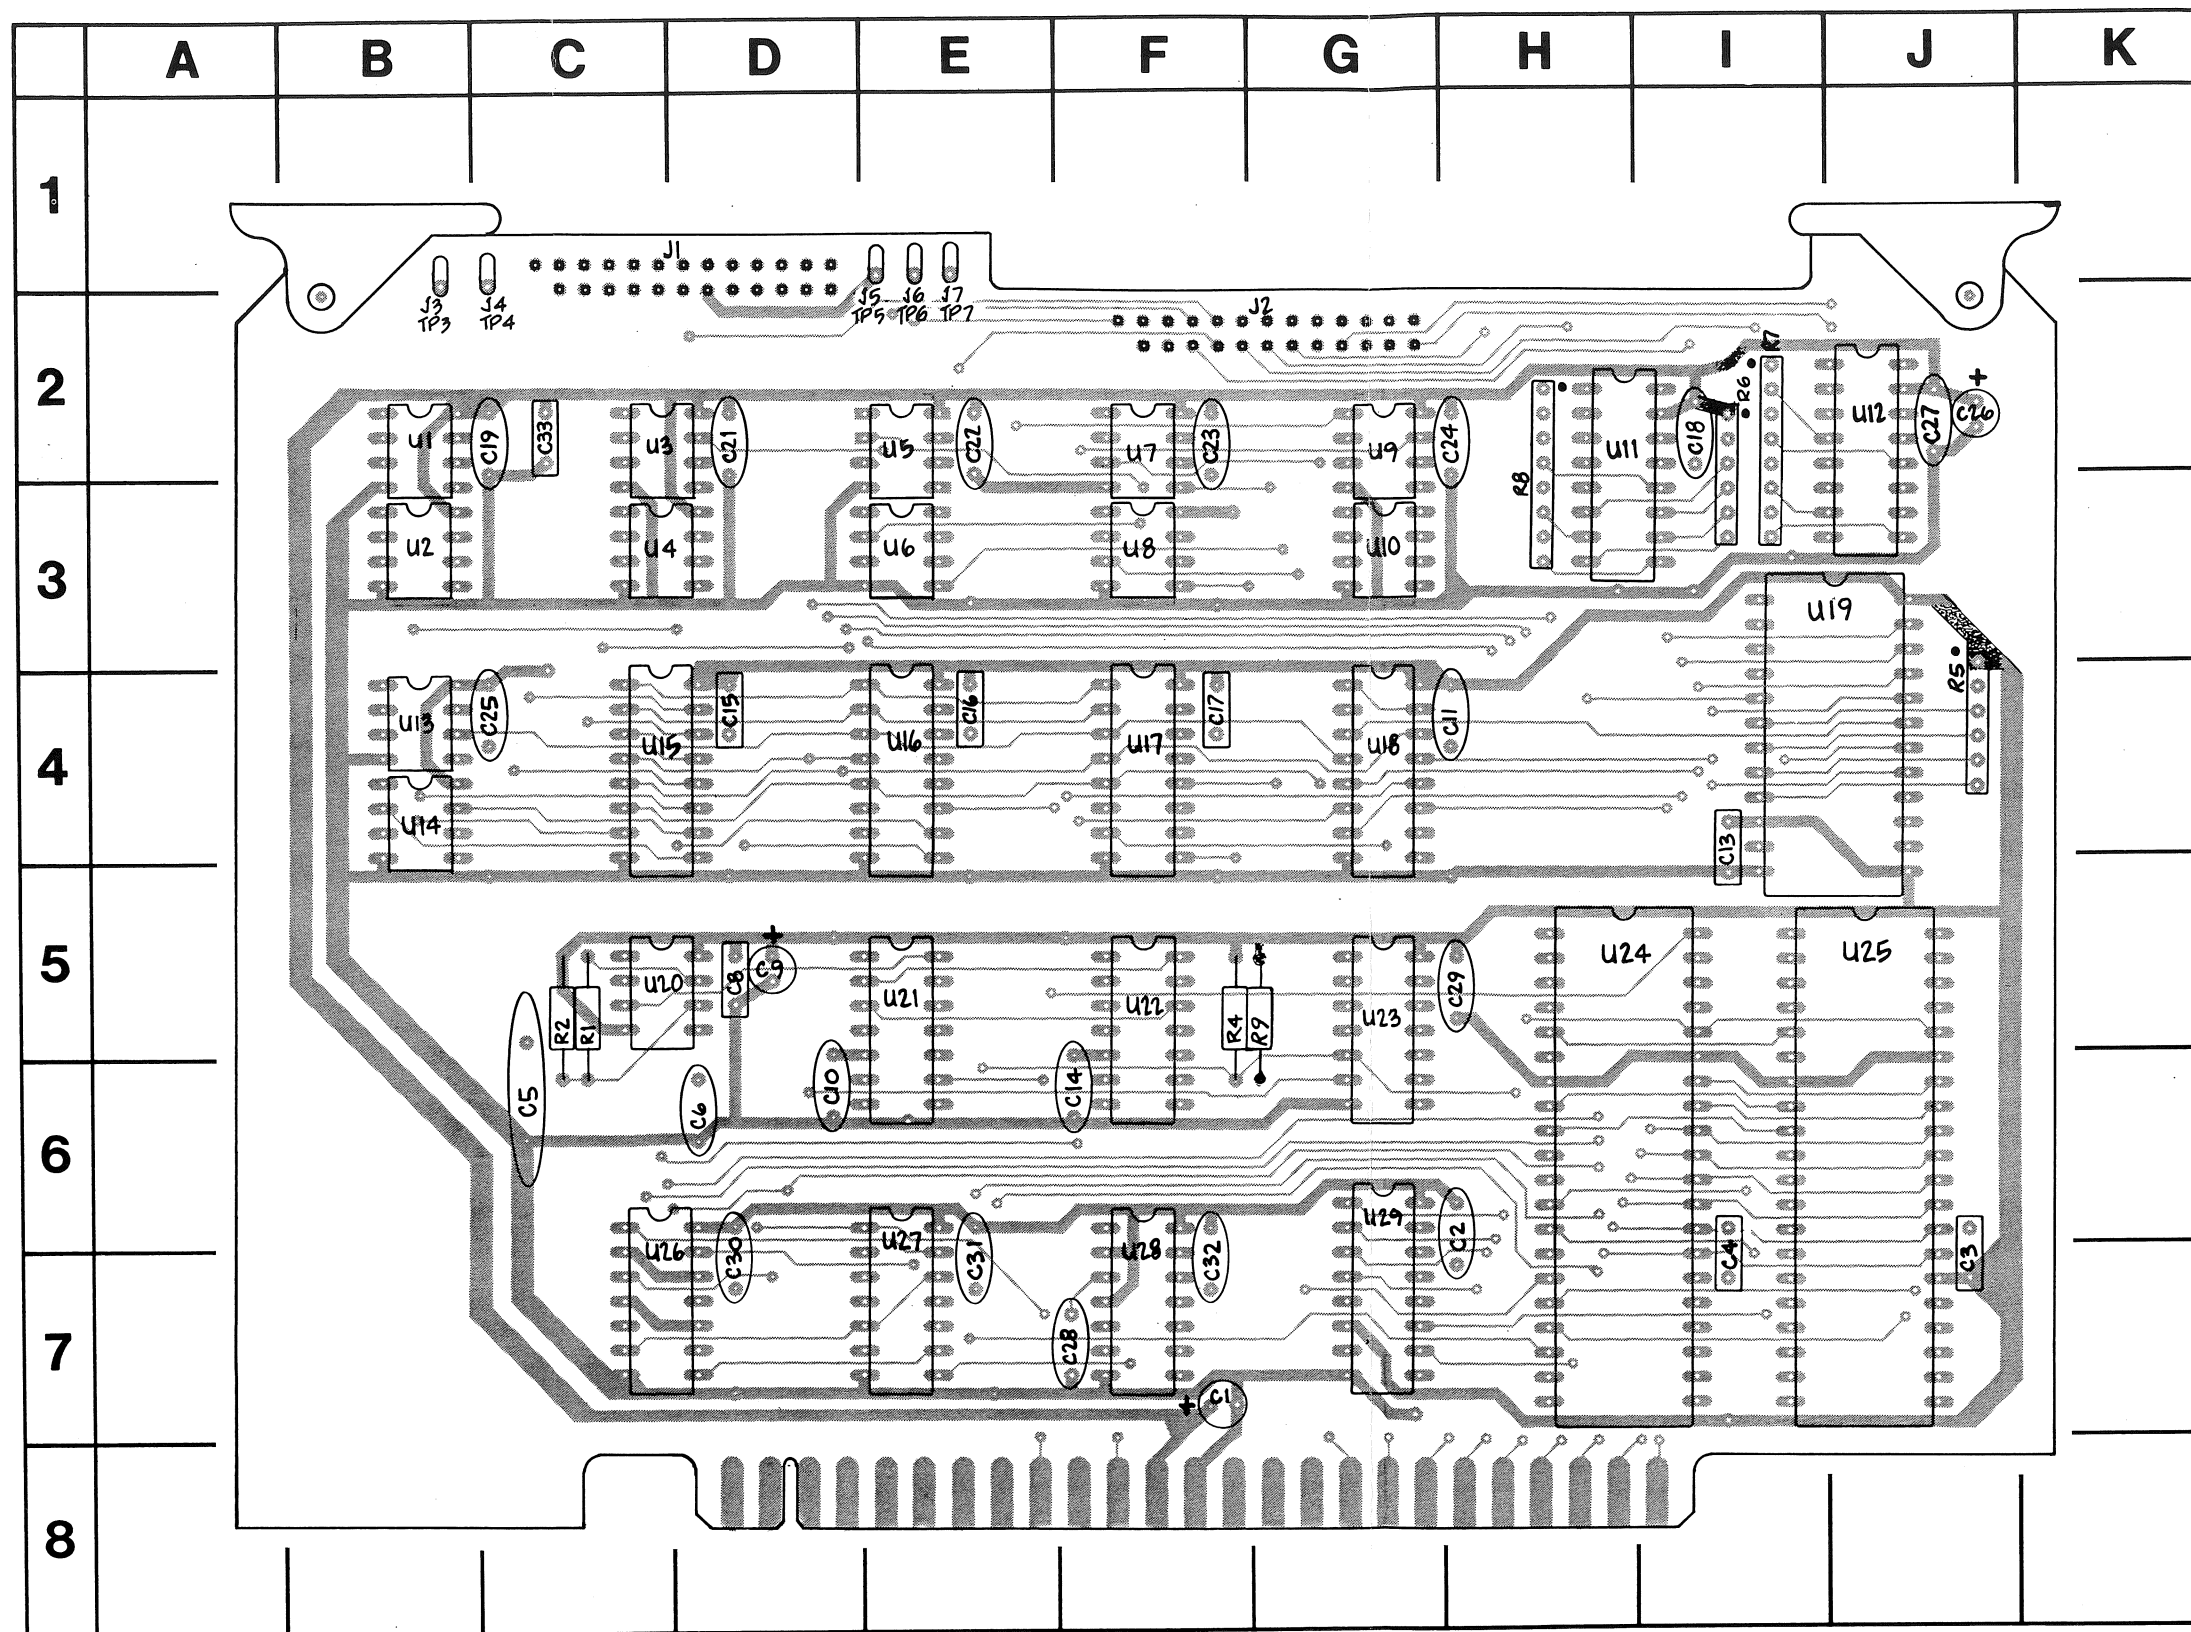 A B C D E F G H I J K
1
J1
J3 J4 J5 J6 J7 J2
TP3 TP4 TP5 TP6 TP7
R7
2
R6
+
U1 C19 C33 U3 C21 U5 C22 U7 C23 U9 C24 U11 C18 U12 C27 C26
R8
U2 U4 U6 U8 U10
3
U19
R5
U13 C25 U15 C15 U16 C16 U17 C17 U18 C11
4
U14
C13
+
5
U20 C8 C9 U21 U22 U23 C29 U24 U25
R2 R1 R4 R9
C5 C6 C10 C14
6
U26 C30 U27 C31 U28 C32 U29 C2 C4 C3
7
C28
+ C1
8